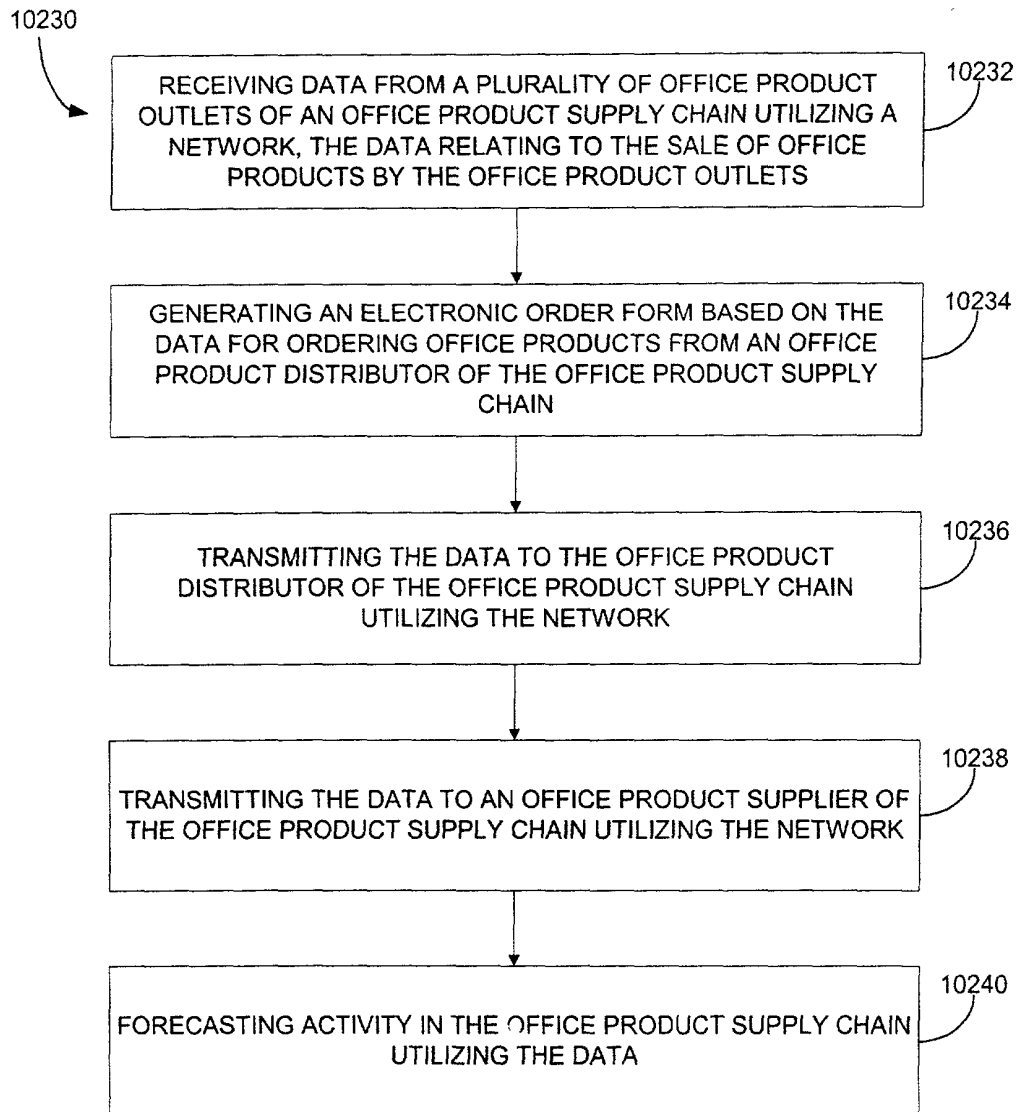 10230
RECEIVING DATA FROM A PLURALITY OF OFFICE PRODUCT
OUTLETS OF AN OFFICE PRODUCT SUPPLY CHAIN UTILIZING A
NETWORK, THE DATA RELATING TO THE SALE OF OFFICE
PRODUCTS BY THE OFFICE PRODUCT OUTLETS
10232
GENERATING AN ELECTRONIC ORDER FORM BASED ON THE
DATA FOR ORDERING OFFICE PRODUCTS FROM AN OFFICE
PRODUCT DISTRIBUTOR OF THE OFFICE PRODUCT SUPPLY
CHAIN
10234
TRANSMITTING THE DATA TO THE OFFICE PRODUCT
DISTRIBUTOR OF THE OFFICE PRODUCT SUPPLY CHAIN
UTILIZING THE NETWORK
10236
TRANSMITTING THE DATA TO AN OFFICE PRODUCT SUPPLIER OF
THE OFFICE PRODUCT SUPPLY CHAIN UTILIZING THE NETWORK
10238
FORECASTING ACTIVITY IN THE OFFICE PRODUCT SUPPLY CHAIN
UTILIZING THE DATA
10240